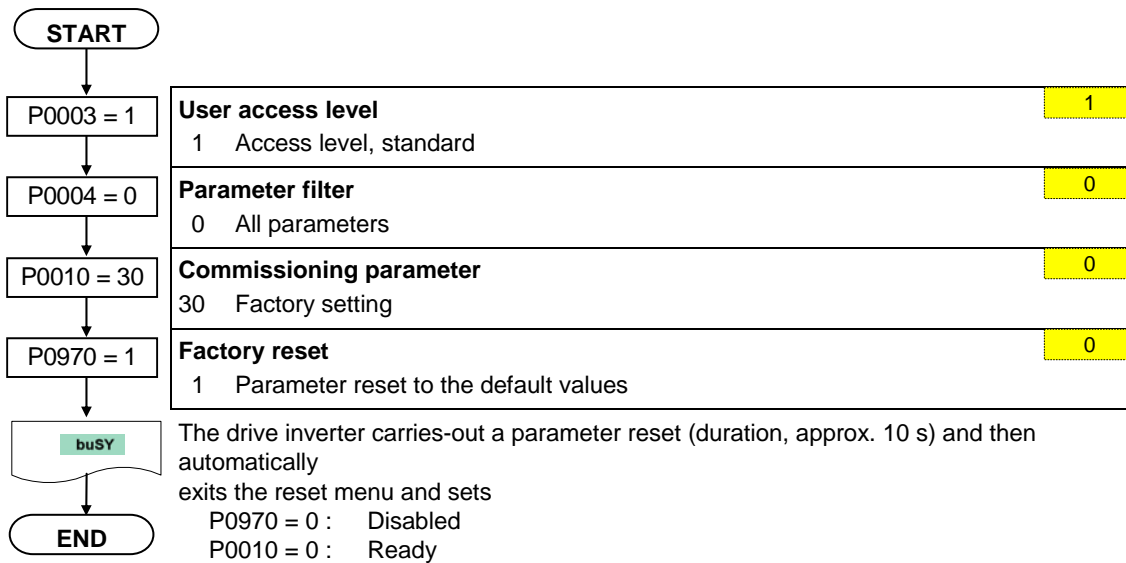 START
P0003 = 1
User access level
1
1 Access level, standard
P0004 = 0
Parameter filter
0
0 All parameters
P0010 = 30
Commissioning parameter
0
30 Factory setting
P0970 = 1
Factory reset
0
1 Parameter reset to the default values
buSY
The drive inverter carries-out a parameter reset (duration, approx. 10 s) and then
automatically
exits the reset menu and sets
P0970 = 0 : Disabled
P0010 = 0 : Ready
END